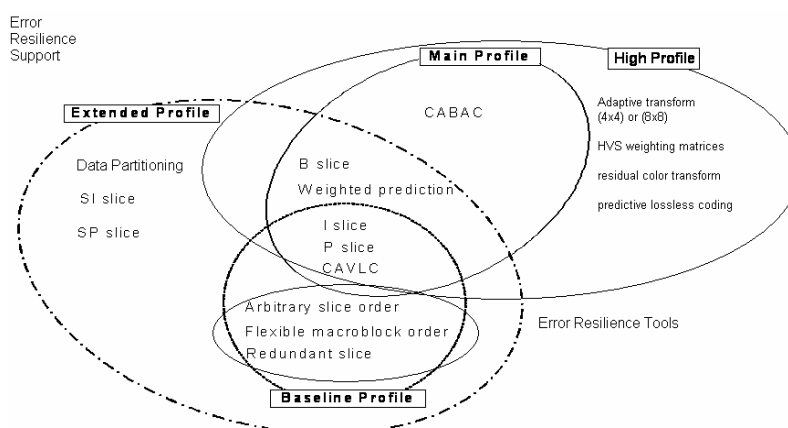 Error
Resilience
Support
Main Profile
High Profile
Extended Profile
CABAC
Adaptive transform
(4x4) or (8x8)
HVS weighting matrices
residual color transform
predictive lossless coding
Data Partitioning
SI slice
SP slice
B slice
Weighted prediction
I slice
P slice
CAVLC
Arbitrary slice order
Flexible macroblock order
Redundant slice
Error Resilience Tools
Baseline Profile